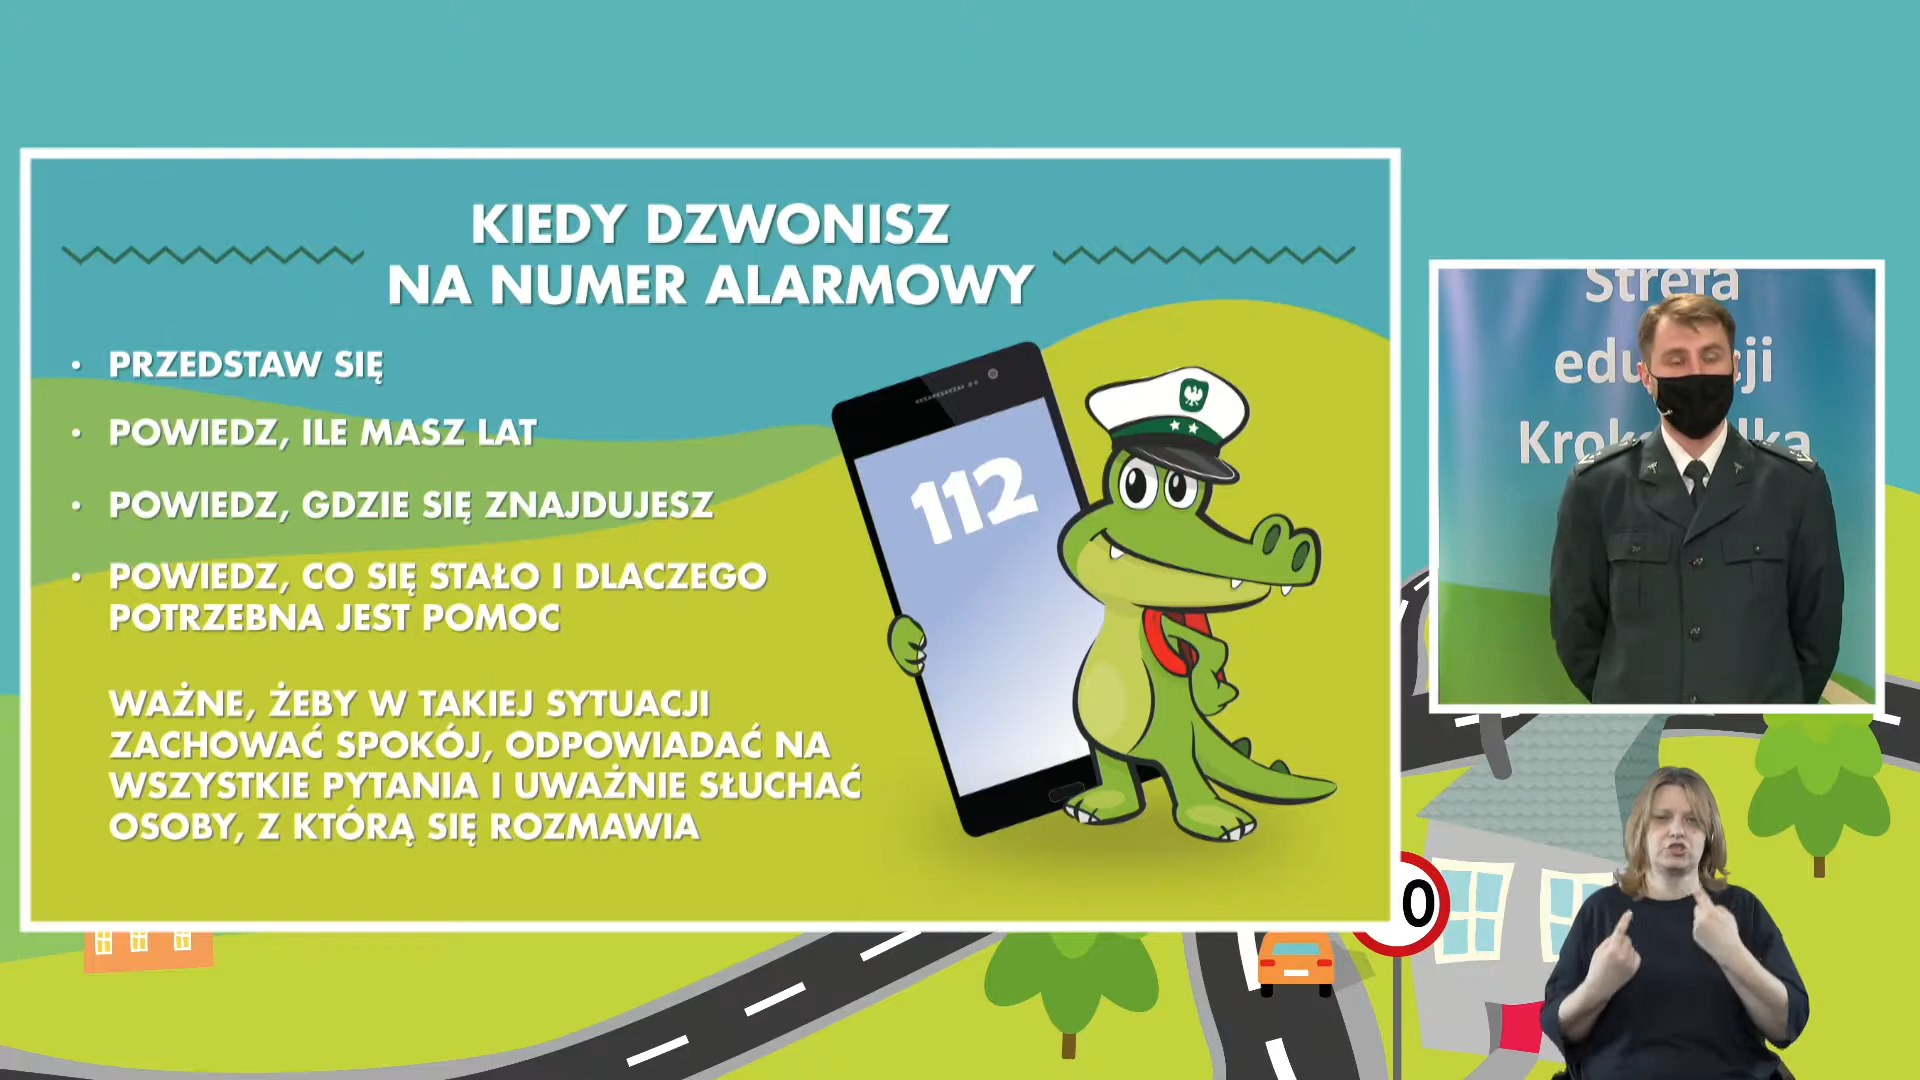 KIEDY DZWONISZ
NA NUMER ALARMOWY
• PRZEDSTAW SIĘ
• POWIEDZ, ILE MASZ LAT
• POWIEDZ, GDZIE SIĘ ZNAJDUJESZ
• POWIEDZ, CO SIĘ STAŁO I DLACZEGO
POTRZEBNA JEST POMOC
WAŻNE, ŻEBY W TAKIEJ SYTUACJI
ZACHOWAĆ SPOKÓJ, ODPOWIADAĆ NA
WSZYSTKIE PYTANIA I UWAŻNIE SŁUCHAĆ
OSOBY, Z KTÓRĄ SIĘ ROZMAWIA
112
Strefa
0